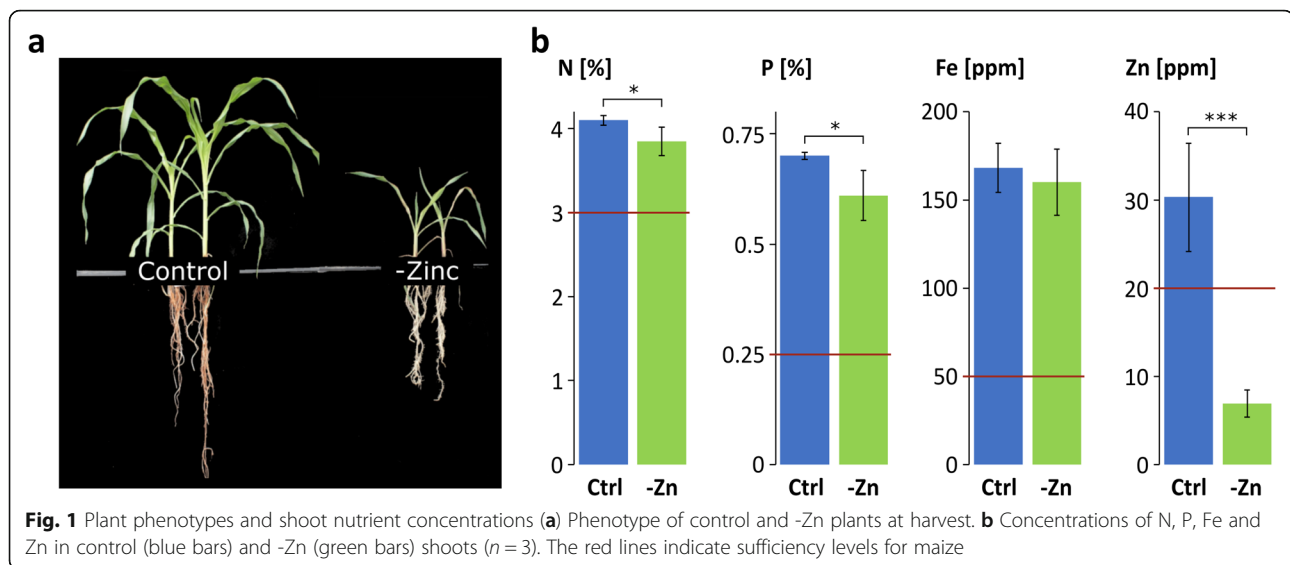 a
Control
-Zinc
b
N [%]
*
4
3
2
1
0
Ctrl -Zn
P [%]
*
0.75
0.5
0.25
0
Ctrl -Zn
Fe [ppm]
200
150
100
50
0
Ctrl -Zn
Zn [ppm]
***
40
30
20
10
0
Ctrl -Zn
Fig. 1 Plant phenotypes and shoot nutrient concentrations (a) Phenotype of control and -Zn plants at harvest. b Concentrations of N, P, Fe and
Zn in control (blue bars) and -Zn (green bars) shoots (n = 3). The red lines indicate sufficiency levels for maize